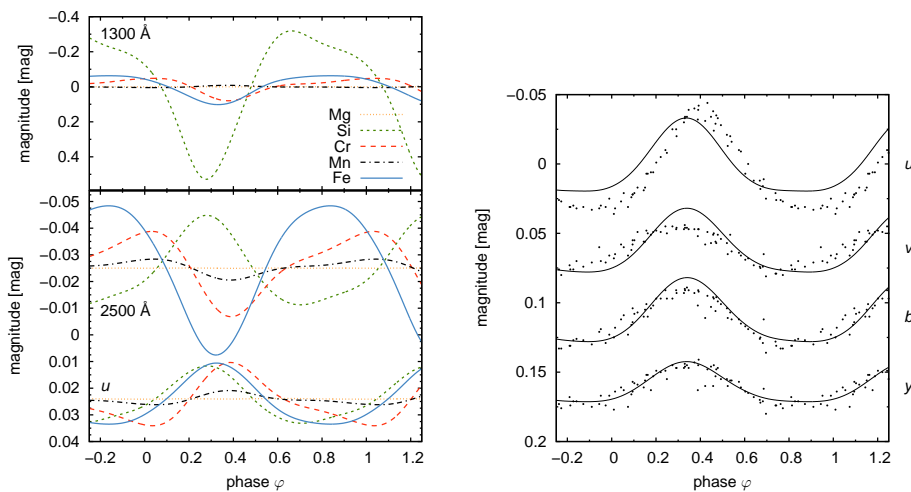 -0.4
-0.2
0
0.2
0.4
magnitude [mag]
1300 Å
Mg
Si
Cr
Mn
Fe
-0.05
-0.04
-0.03
-0.02
-0.01
0
0.01
0.02
0.03
0.04
magnitude [mag]
2500 Å
u
-0.2 0 0.2 0.4 0.6 0.8 1 1.2
phase φ
-0.05
0
0.05
0.1
0.15
0.2
magnitude [mag]
u
v
b
y
-0.2 0 0.2 0.4 0.6 0.8 1 1.2
phase φ